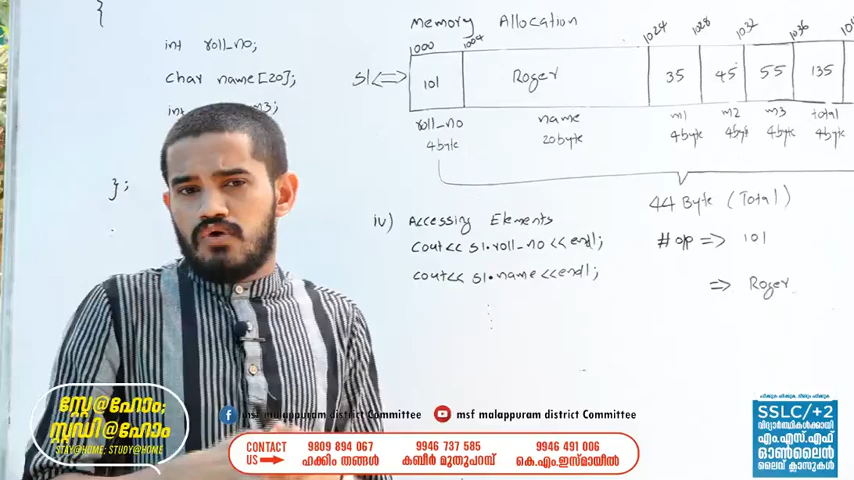 {
int roll_no;
char name[20];
int m3;
};
Memory Allocation
1000 1004 1024 1028 1032 1036
s1 <=> 101 Roger 35 45 55 135
roll_no name m1 m2 m3 total
4byte 20byte 4byte 4byte 4byte 4byte
44 Byte (Total)
iv) Accessing Elements
cout<< s1.roll_no <<endl; #o/p => 101
cout<< s1.name <<endl; => Roger
സ്റ്റേ@ഹോം;
സ്റ്റഡി@ഹോം
STAY@HOME; STUDY@HOME
msf malappuram district Committee
msf malappuram district Committee
CONTACT US
9809 894 067
ഹക്കീം തങ്ങൾ
9946 737 585
കബീർ മുതുപറമ്പ്
9946 491 006
കെ.എം.ഇസ്മായീൽ
SSLC/+2
വിദ്യാർത്ഥികൾക്കായി
എം.എസ്.എഫ്
ഓൺലൈൻ
ലൈവ് ക്ലാസുകൾ